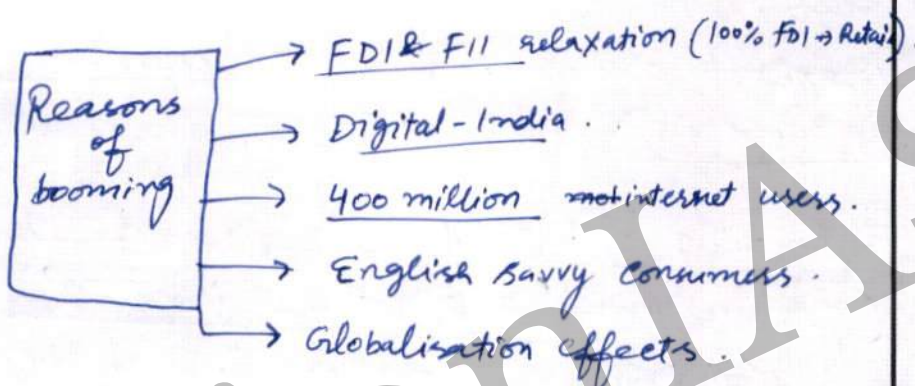 Reasons
of
booming
FDI & FII relaxation (100% FDI → Retail).
Digital-India.
400 million internet users.
English savvy consumers.
Globalisation effects.